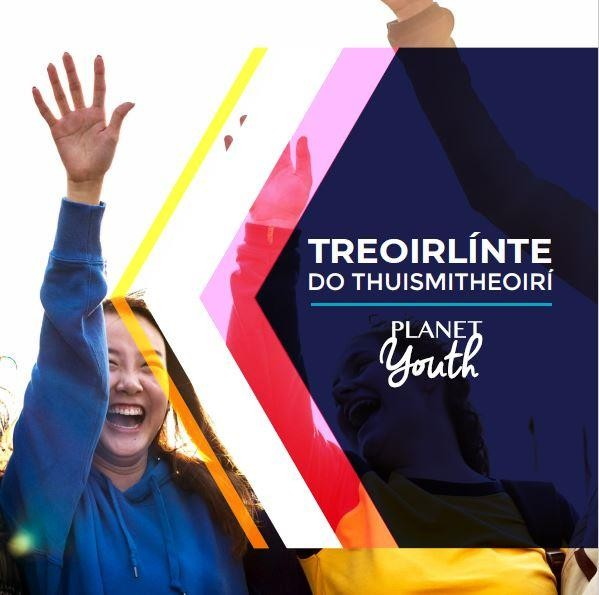 TREOIRLÍNTE
DO THUISMITHEOIRÍ
PLANET
Youth